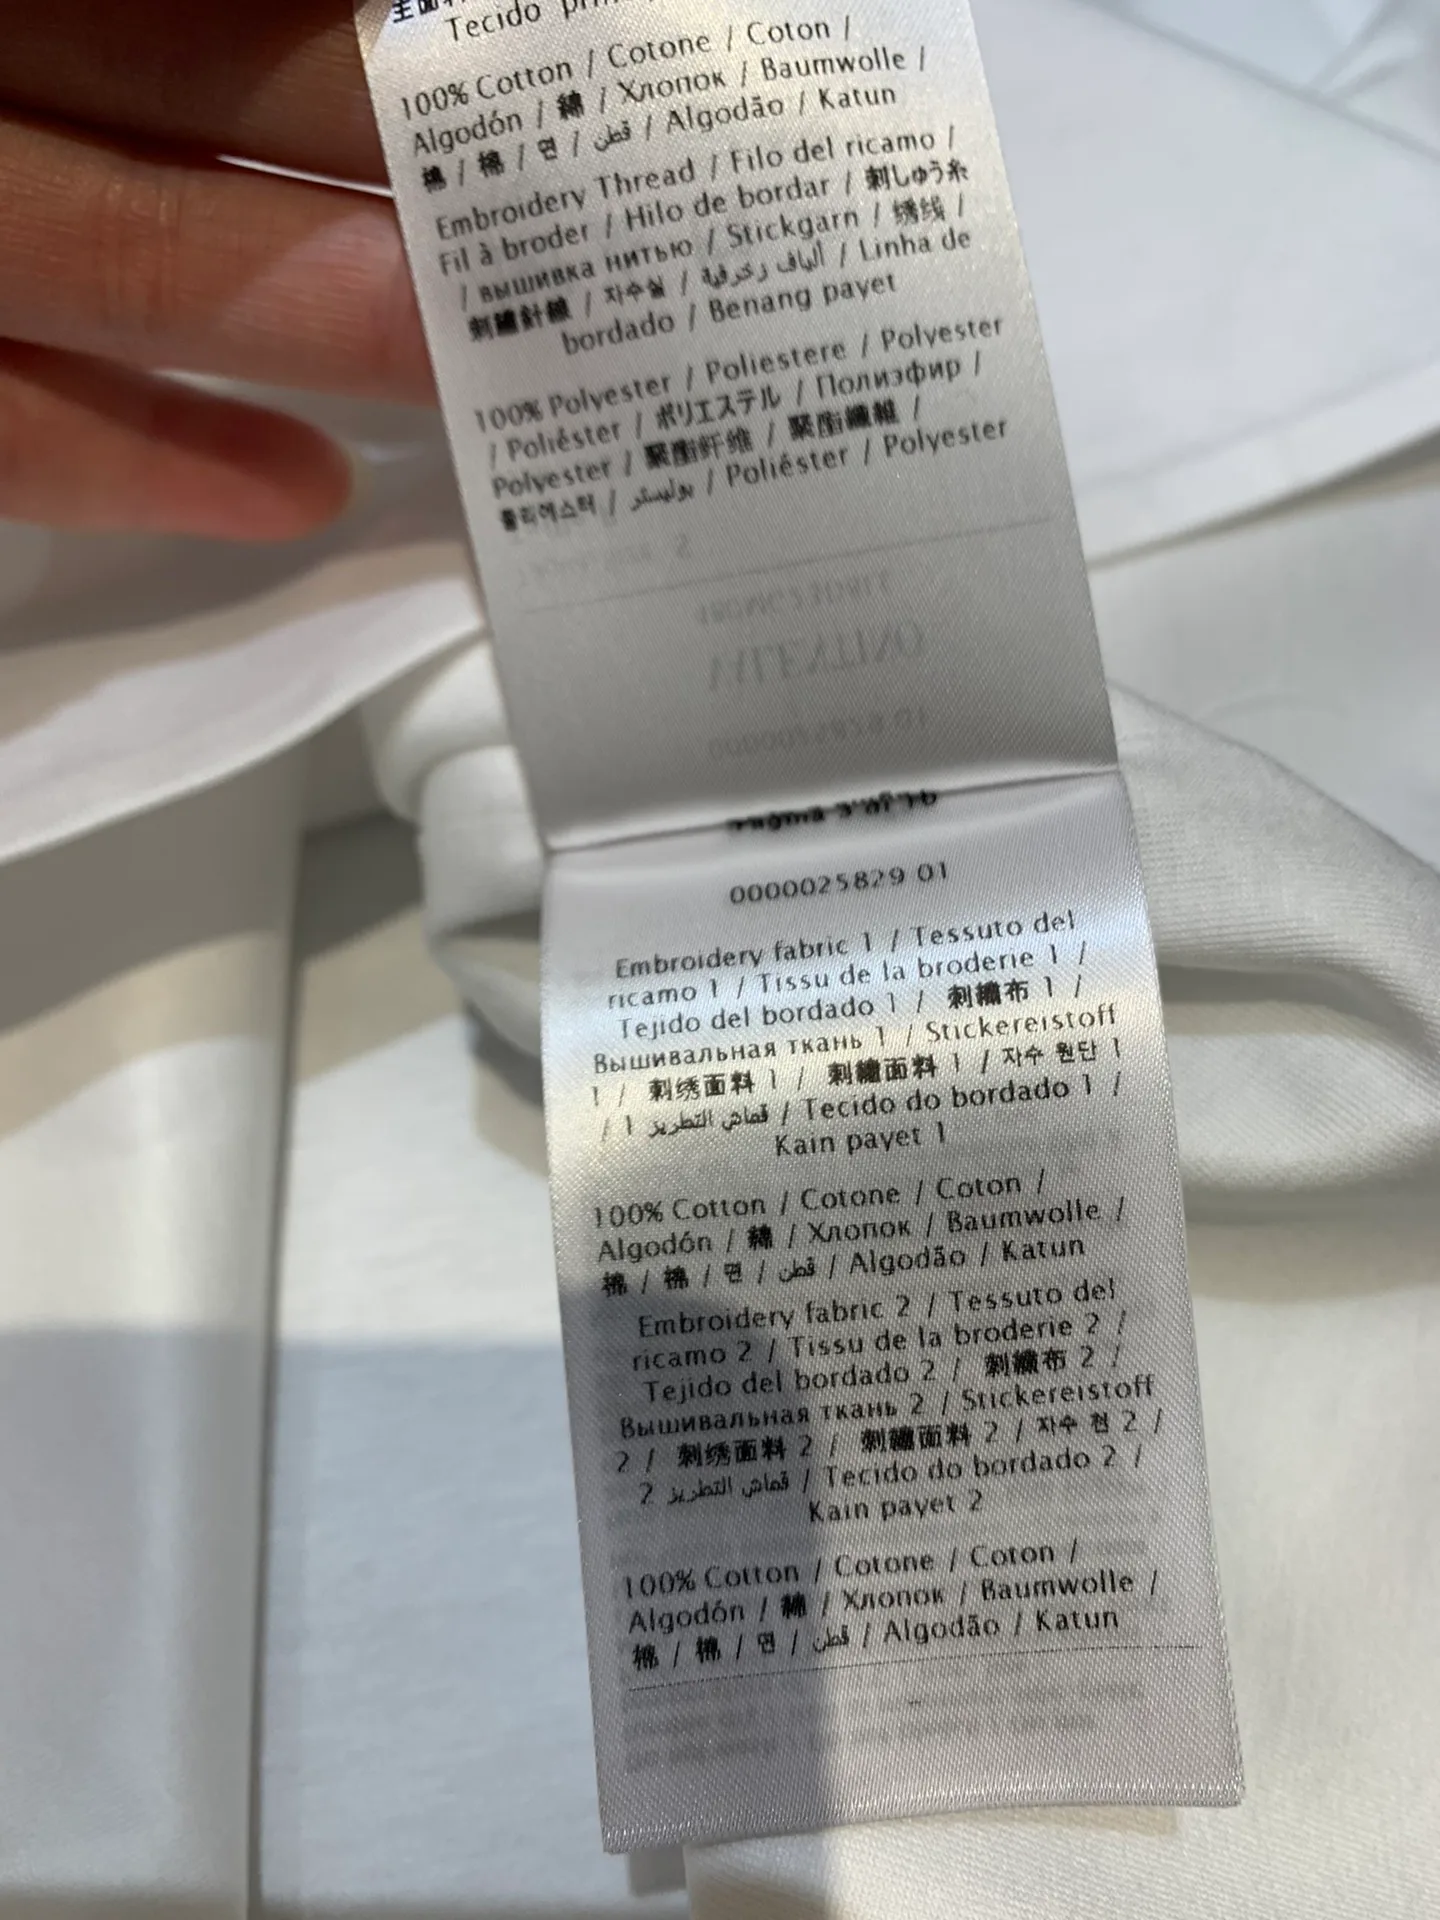 Tecido
100% Cotton / Cotone / Coton /
Algodón / 綿 / Хлопок / Baumwolle /
棉 / 棉 / 면 / قطن / Algodão / Katun
Embroidery Thread / Filo del ricamo /
Fil à broder / Hilo de bordar / 刺しゅう糸
/ вышивка нитью / Stickgarn / 绣线 /
刺繡針線 / 자수실 / ألياف زخرفية / Linha de
bordado / Benang payet
100% Polyester / Poliestere / Polyester
/ Poliéster / ポリエステル / Полиэфир /
Polyester / 聚酯纤维 / 聚酯纖維 /
폴리에스터 / بوليستر / Poliéster / Polyester
VALENTINO
0000025829 01
0000025829 01
Embroidery fabric 1 / Tessuto del
ricamo 1 / Tissu de la broderie 1 /
Tejido del bordado 1 / 刺繍布 1 /
Вышивальная ткань 1 / Stickereistoff
1 / 刺绣面料 1 / 刺繡面料 1 / 자수 원단 1
/ قماش التطريز 1 / Tecido do bordado 1 /
Kain payet 1
100% Cotton / Cotone / Coton /
Algodón / 綿 / Хлопок / Baumwolle /
棉 / 棉 / 면 / قطن / Algodão / Katun
Embroidery fabric 2 / Tessuto del
ricamo 2 / Tissu de la broderie 2 /
Tejido del bordado 2 / 刺繍布 2 /
Вышивальная ткань 2 / Stickereistoff
2 / 刺绣面料 2 / 刺繡面料 2 / 자수 천 2 /
قماش التطريز 2 / Tecido do bordado 2 /
Kain payet 2
100% Cotton / Cotone / Coton /
Algodón / 綿 / Хлопок / Baumwolle /
棉 / 棉 / 면 / قطن / Algodão / Katun